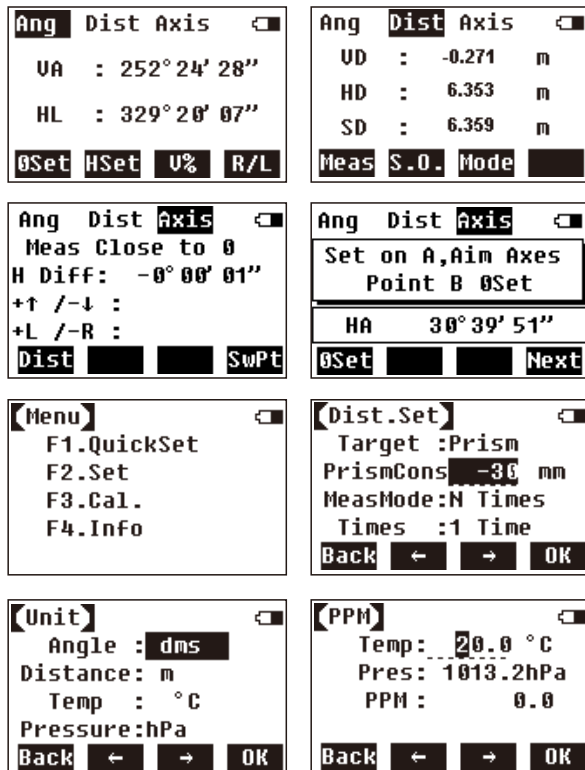 Ang Dist Axis
VA : 252°24′28″
HL : 329°20′07″
0Set HSet V% R/L
Ang Dist Axis
VD : -0.271 m
HD : 6.353 m
SD : 6.359 m
Meas S.O. Mode
Ang Dist Axis
Meas Close to 0
H Diff: -0°00′01″
+↑ /-↓ :
+L /-R :
Dist SwPt
Ang Dist Axis
Set on A,Aim Axes
Point B 0Set
HA 30°39′51″
0Set Next
【Menu】
F1.QuickSet
F2.Set
F3.Cal.
F4.Info
【Dist.Set】
Target :Prism
PrismCons -30 mm
MeasMode:N Times
Times :1 Time
Back ← → OK
【Unit】
Angle : dms
Distance: m
Temp : °C
Pressure:hPa
Back ← → OK
【PPM】
Temp: 20.0 °C
Pres: 1013.2hPa
PPM : 0.0
Back ← → OK